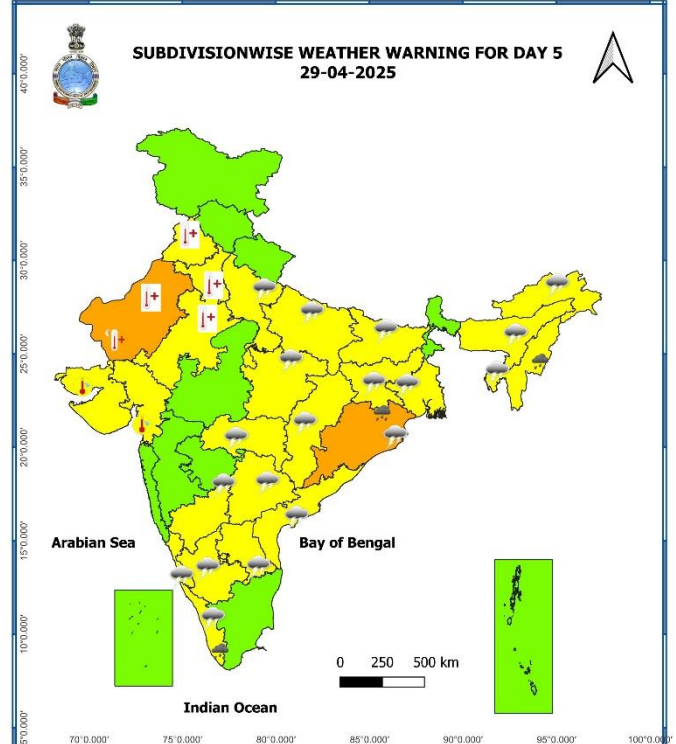 SUBDIVISIONWISE WEATHER WARNING FOR DAY 5
29-04-2025
40°0.000'
35°0.000'
30°0.000'
25°0.000'
20°0.000'
15°0.000'
10°0.000'
5°0.000'
Arabian Sea
Bay of Bengal
0 250 500 km
Indian Ocean
70°0.000' 75°0.000' 80°0.000' 85°0.000' 90°0.000' 95°0.000' 100°0.000'